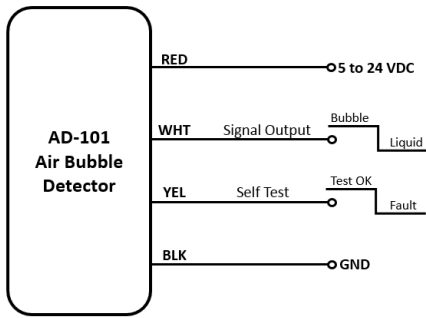 RED
5 to 24 VDC
AD-101
Air Bubble
Detector
WHT
Signal Output
Bubble
Liquid
YEL
Self Test
Test OK
Fault
BLK
GND